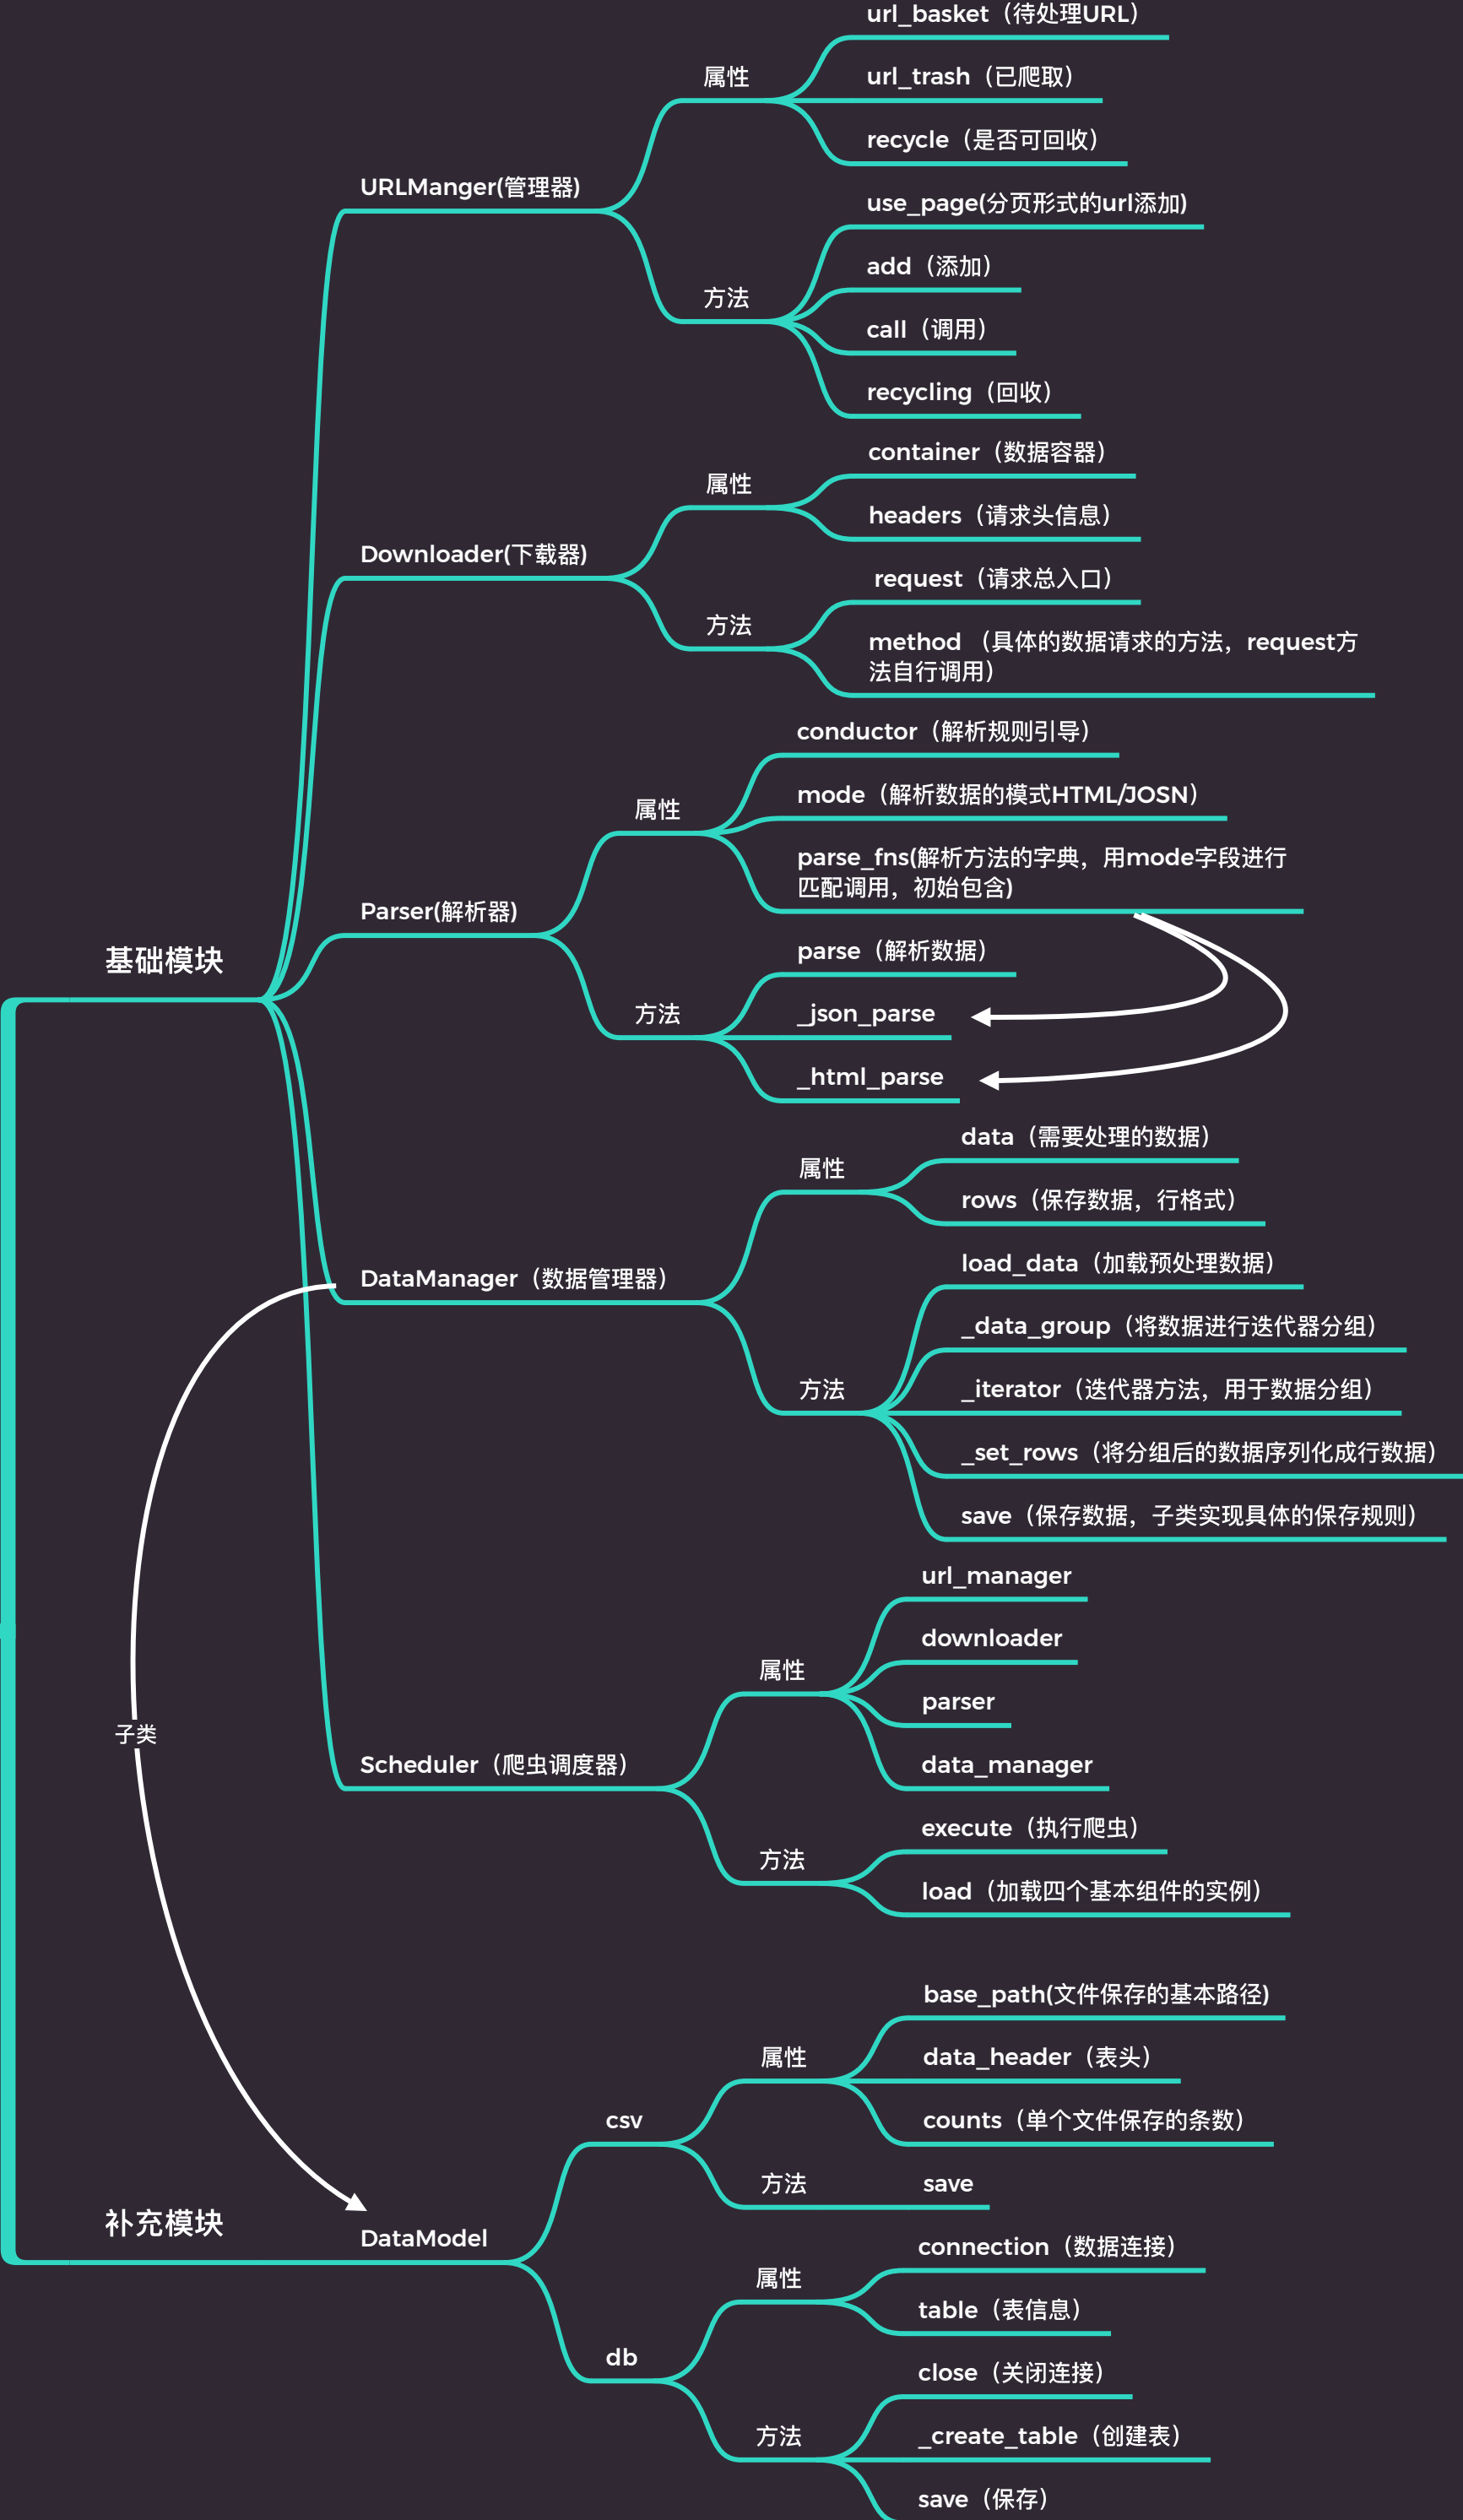 url_basket（待处理URL）
属性
url_trash（已爬取）
recycle（是否可回收）
URLManger(管理器)
use_page(分页形式的url添加)
add（添加）
方法
call（调用）
recycling（回收）
container（数据容器）
属性
headers（请求头信息）
Downloader(下载器)
request（请求总入口）
方法
method （具体的数据请求的方法，request方
法自行调用）
conductor（解析规则引导）
属性
mode（解析数据的模式HTML/JOSN）
parse_fns(解析方法的字典，用mode字段进行
匹配调用，初始包含)
Parser(解析器)
基础模块
parse（解析数据）
方法
_json_parse
_html_parse
data（需要处理的数据）
属性
rows（保存数据，行格式）
DataManager（数据管理器）
load_data（加载预处理数据）
_data_group（将数据进行迭代器分组）
方法
_iterator（迭代器方法，用于数据分组）
_set_rows（将分组后的数据序列化成行数据）
save（保存数据，子类实现具体的保存规则）
url_manager
downloader
属性
parser
data_manager
子类
Scheduler（爬虫调度器）
execute（执行爬虫）
方法
load（加载四个基本组件的实例）
base_path(文件保存的基本路径)
属性
data_header（表头）
counts（单个文件保存的条数）
csv
方法
save
补充模块
DataModel
connection（数据连接）
属性
table（表信息）
db
close（关闭连接）
方法
_create_table（创建表）
save（保存）